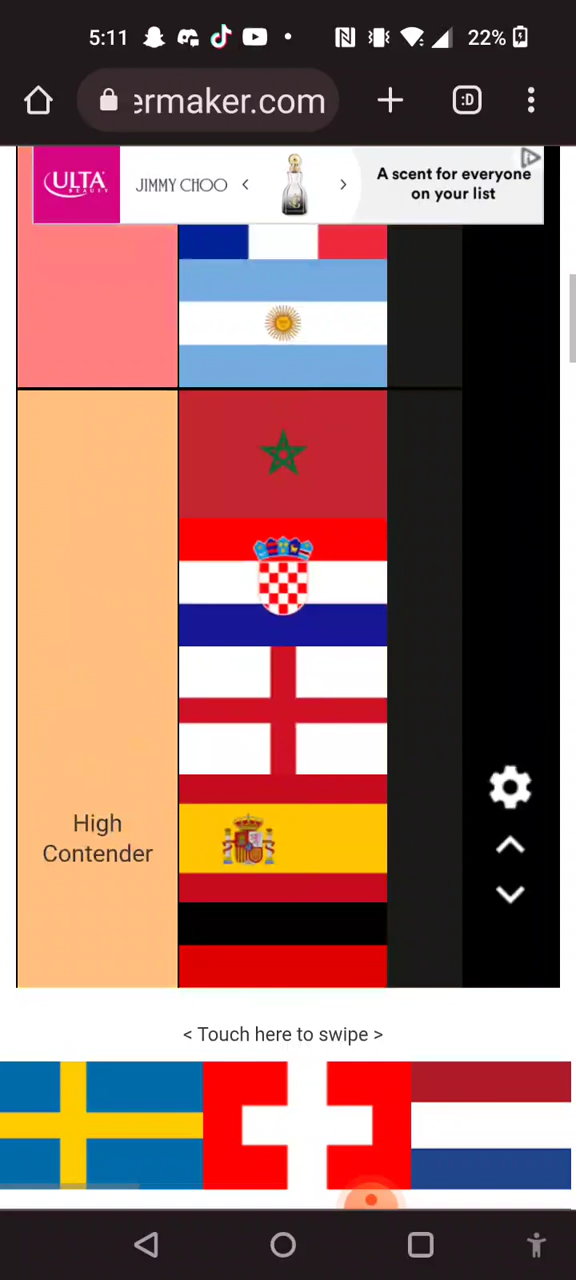 5:11
22%
ermaker.com
:D
ULTA
BEAUTY
JIMMY CHOO
A scent for everyone
on your list
High
Contender
< Touch here to swipe >